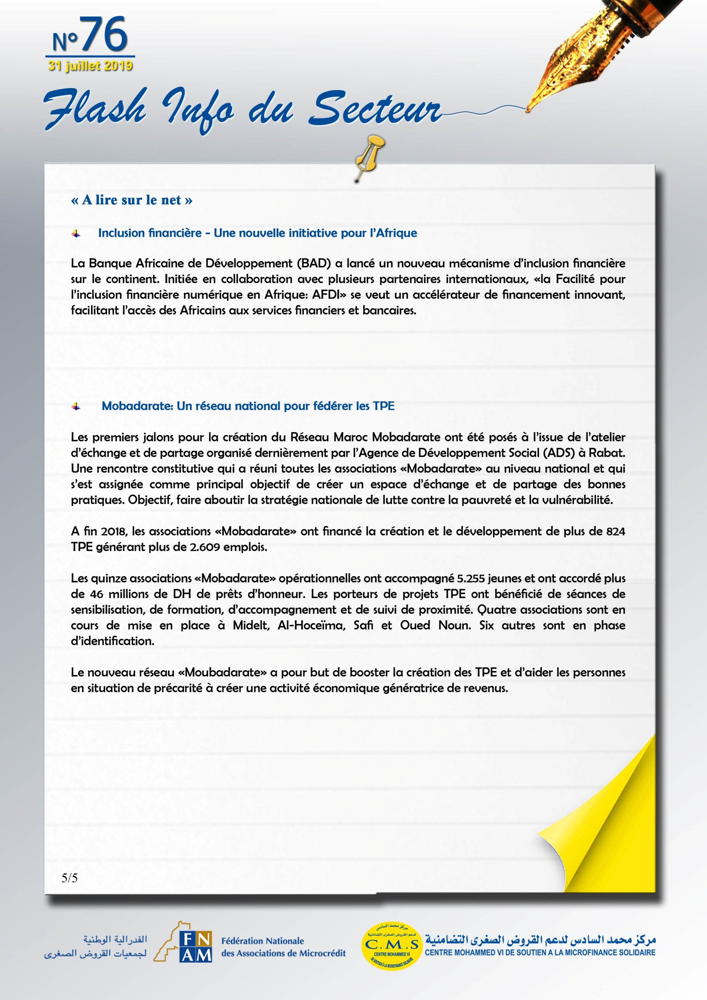 N°76
31 juillet 2019
Flash Info du Secteur
« A lire sur le net »
Inclusion financière - Une nouvelle initiative pour l’Afrique
La Banque Africaine de Développement (BAD) a lancé un nouveau mécanisme d’inclusion financière
sur le continent. Initiée en collaboration avec plusieurs partenaires internationaux, «la Facilité pour
l’inclusion financière numérique en Afrique: AFDI» se veut un accélérateur de financement innovant,
facilitant l’accès des Africains aux services financiers et bancaires.
Mobadarate: Un réseau national pour fédérer les TPE
Les premiers jalons pour la création du Réseau Maroc Mobadarate ont été posés à l’issue de l’atelier
d’échange et de partage organisé dernièrement par l’Agence de Développement Social (ADS) à Rabat.
Une rencontre constitutive qui a réuni toutes les associations «Mobadarate» au niveau national et qui
s’est assignée comme principal objectif de créer un espace d’échange et de partage des bonnes
pratiques. Objectif, faire aboutir la stratégie nationale de lutte contre la pauvreté et la vulnérabilité.
A fin 2018, les associations «Mobadarate» ont financé la création et le développement de plus de 824
TPE générant plus de 2.609 emplois.
Les quinze associations «Mobadarate» opérationnelles ont accompagné 5.255 jeunes et ont accordé plus
de 46 millions de DH de prêts d’honneur. Les porteurs de projets TPE ont bénéficié de séances de
sensibilisation, de formation, d’accompagnement et de suivi de proximité. Quatre associations sont en
cours de mise en place à Midelt, Al-Hoceïma, Safi et Oued Noun. Six autres sont en phase
d’identification.
Le nouveau réseau «Moubadarate» a pour but de booster la création des TPE et d’aider les personnes
en situation de précarité à créer une activité économique génératrice de revenus.
5/5
الفدرالية الوطنية
لجمعيات القروض الصغرى
FN
AM
Fédération Nationale
des Associations de Microcrédit
مركز محمد السادس
لدعم القروض الصغرى التضامنية
C.M.S
CENTRE MOHAMMED VI
DE SOUTIEN À LA MICROFINANCE SOLIDAIRE
مركز محمد السادس لدعم القروض الصغرى التضامنية
CENTRE MOHAMMED VI DE SOUTIEN A LA MICROFINANCE SOLIDAIRE